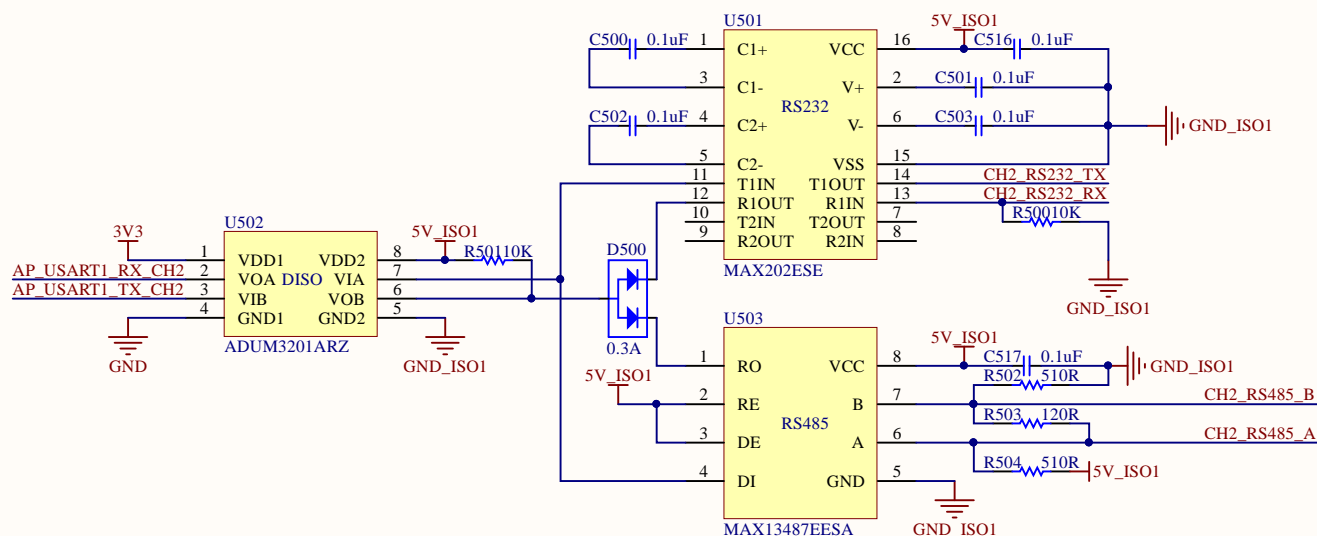 U501
C500 0.1uF 1 C1+ VCC 16 5V_ISO1 C516 0.1uF
3 C1- V+ 2 C501 0.1uF
RS232
C502 0.1uF 4 C2+ V- 6 C503 0.1uF GND_ISO1
5 C2- VSS 15
11 T1IN T1OUT 14 CH2_RS232_TX
12 R1OUT R1IN 13 CH2_RS232_RX
10 T2IN T2OUT 7 R50010K
9 R2OUT R2IN 8
MAX202ESE
GND_ISO1
U502
3V3 1 VDD1 VDD2 8 5V_ISO1 R50110K
AP_USART1_RX_CH2 2 VOA DISO VIA 7
AP_USART1_TX_CH2 3 VIB VOB 6
4 GND1 GND2 5
GND ADUM3201ARZ GND_ISO1
D500
0.3A
U503
1 RO VCC 8 5V_ISO1 C517 0.1uF GND_ISO1
R502 510R
5V_ISO1 2 RE B 7 CH2_RS485_B
RS485 R503 120R
3 DE A 6 CH2_RS485_A
R504 510R 5V_ISO1
4 DI GND 5
MAX13487EESA GND_ISO1